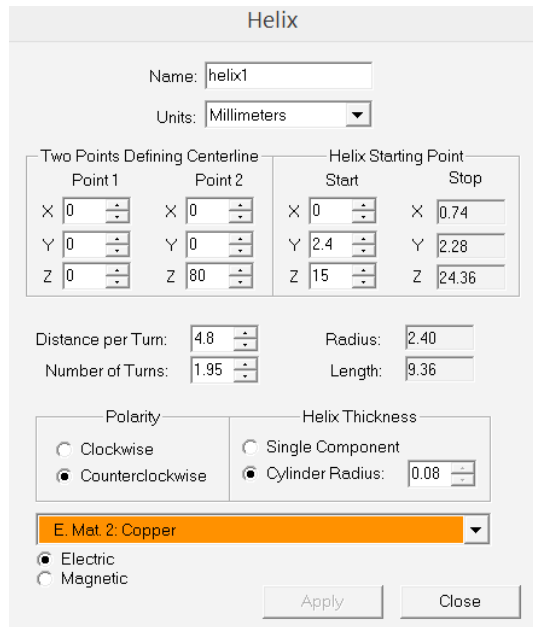 Helix
Name: helix1
Units: Millimeters
Two Points Defining Centerline
Point 1 Point 2
X 0 X 0
Y 0 Y 0
Z 0 Z 80
Helix Starting Point
Start Stop
X 0 X 0.74
Y 2.4 Y 2.28
Z 15 Z 24.36
Distance per Turn: 4.8 Radius: 2.40
Number of Turns: 1.95 Length: 9.36
Polarity
Clockwise
Counterclockwise
Helix Thickness
Single Component
Cylinder Radius: 0.08
E. Mat. 2: Copper
Electric
Magnetic
Apply Close